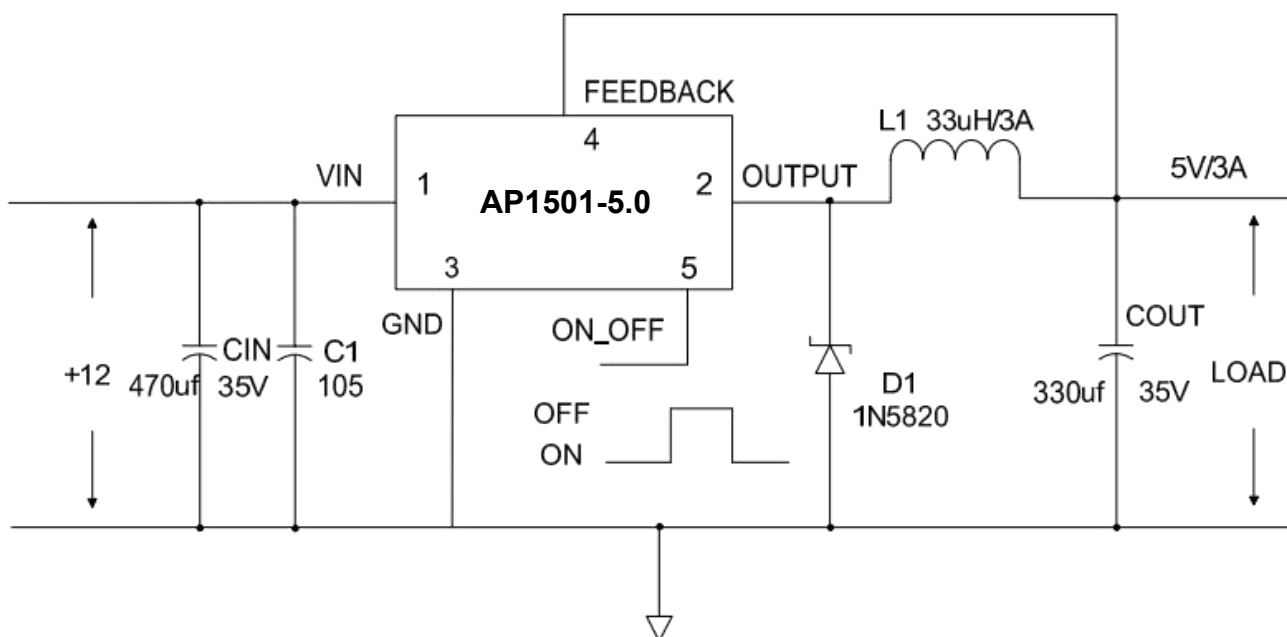 FEEDBACK
L1 33uH/3A
4
VIN
1
AP1501-5.0
2
OUTPUT
5V/3A
3
5
GND
ON_OFF
COUT
CIN
C1
+12
470uf
35V
105
D1
1N5820
330uf
35V
LOAD
OFF
ON